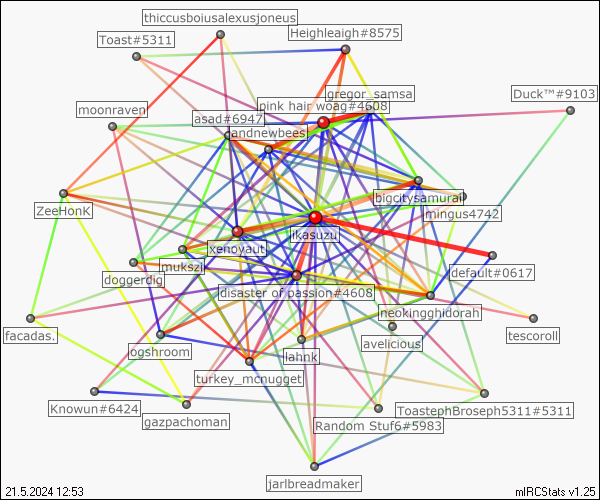 thiccusboiusalexusjoneus
Heighleaigh#8575
Toast#5311
gregor_samsa
Duck™#9103
pink hair woag#4608
moonraven
asad#6947
andnewbees
bigcitysamurai
ZeeHonK
mingus4742
jikasuzu
xenoyaut
mukszi
default#0617
doggerdig
disaster of passion#4608
neokingghidorah
facadas.
tescoroll
avelicious
ogshroom
lahnk
turkey_mcnugget
Knowun#6424
ToastephBroseph5311#5311
gazpachoman
Random Stuf6#5983
jarlbreadmaker
21.5.2024 12:53
mIRCStats v1.25